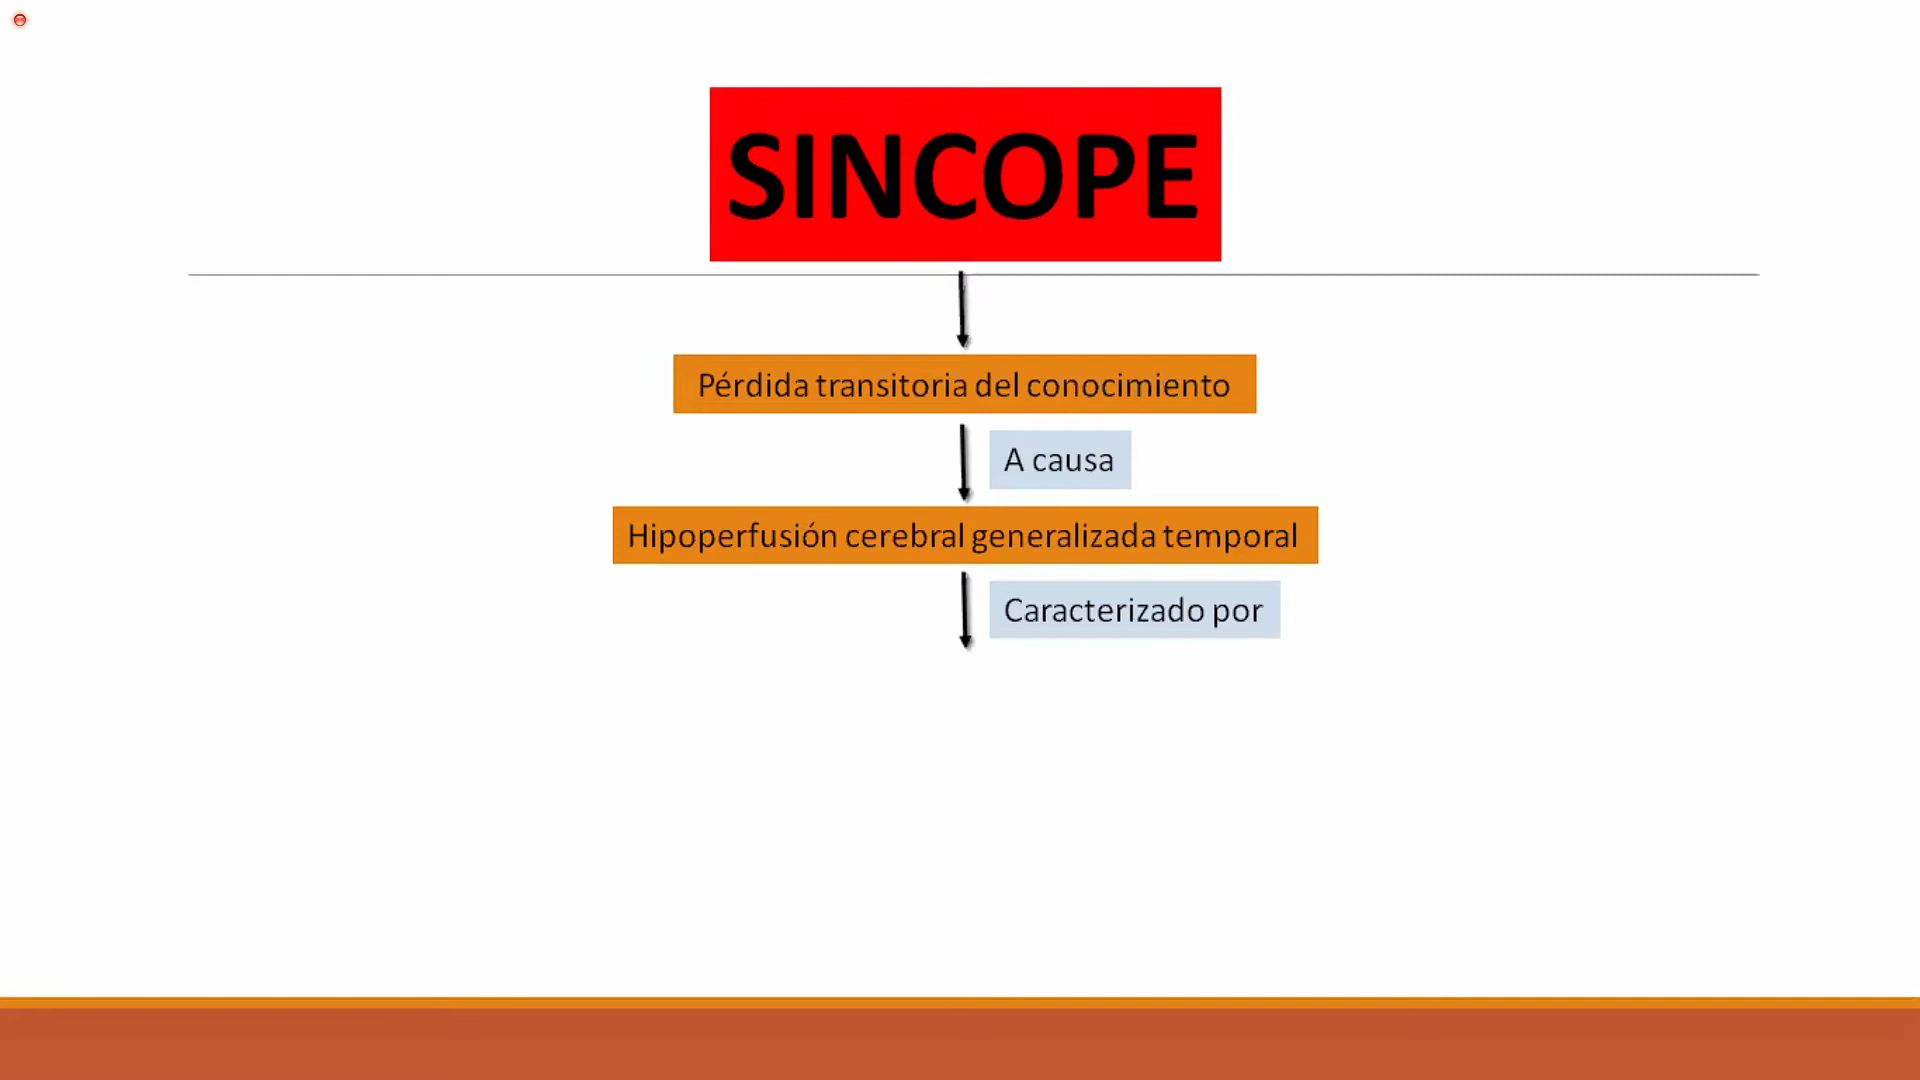 SINCOPE
Pérdida transitoria del conocimiento
A causa
Hipoperfusión cerebral generalizada temporal
Caracterizado por